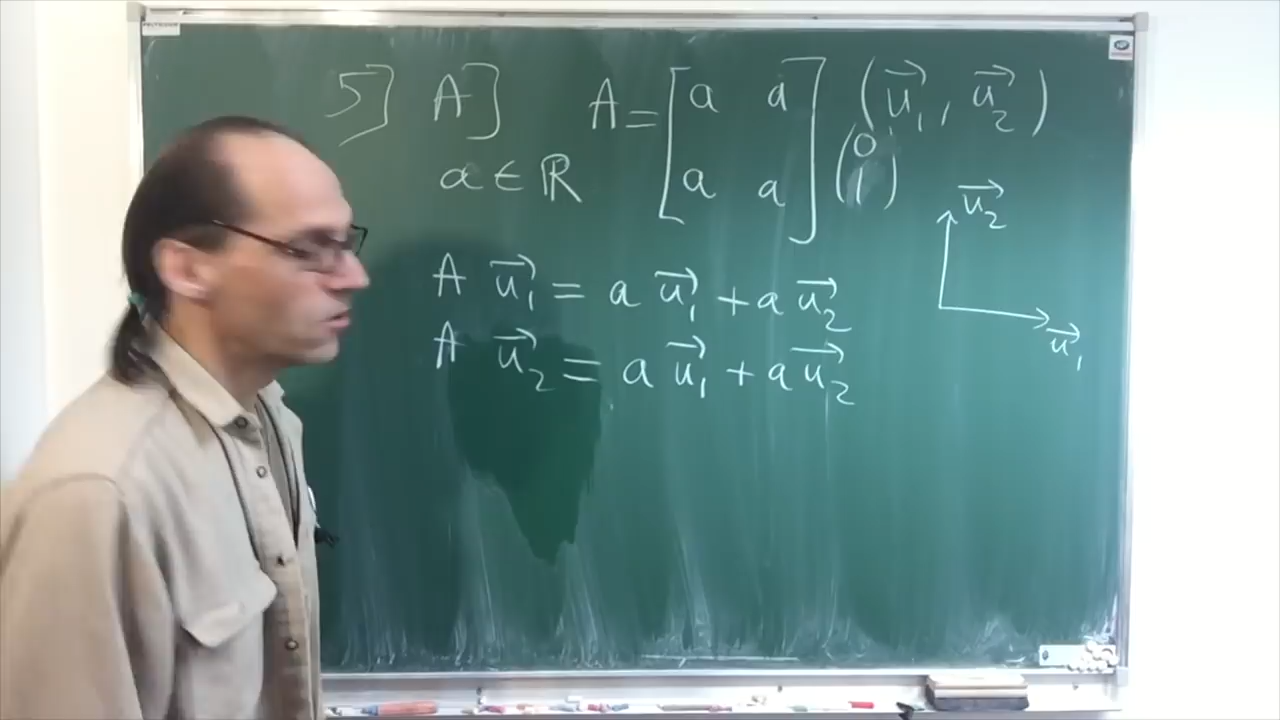 5] A] A = [a a (u⃗₁, u⃗₂)
α ∈ ℝ a a] (0 1)
u⃗₂
A u⃗₁ = a u⃗₁ + a u⃗₂
u⃗₁
A u⃗₂ = a u⃗₁ + a u⃗₂